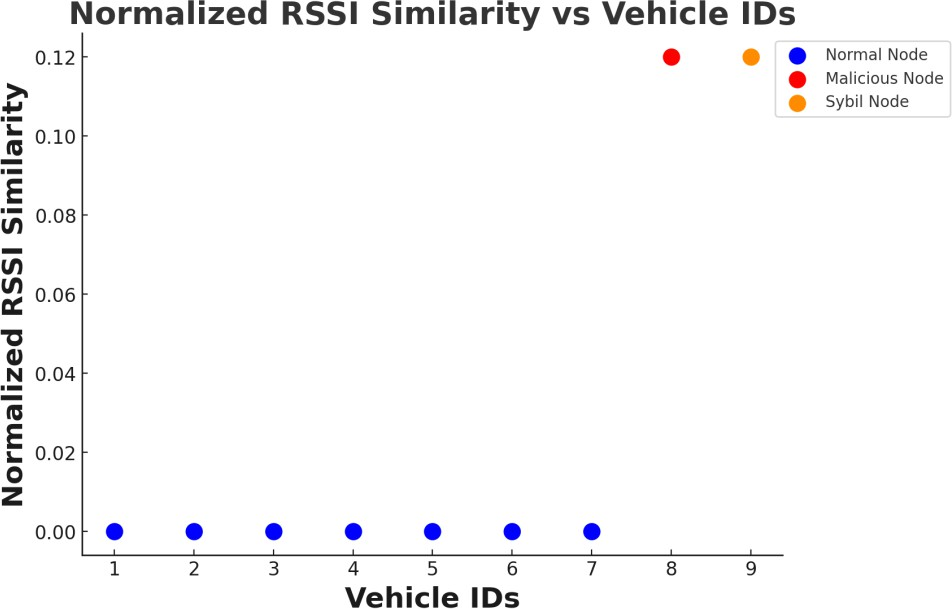 Normalized RSSI Similarity vs Vehicle IDs
Normal Node
Malicious Node
Sybil Node
Normalized RSSI Similarity
0.12
0.10
0.08
0.06
0.04
0.02
0.00
1 2 3 4 5 6 7 8 9
Vehicle IDs